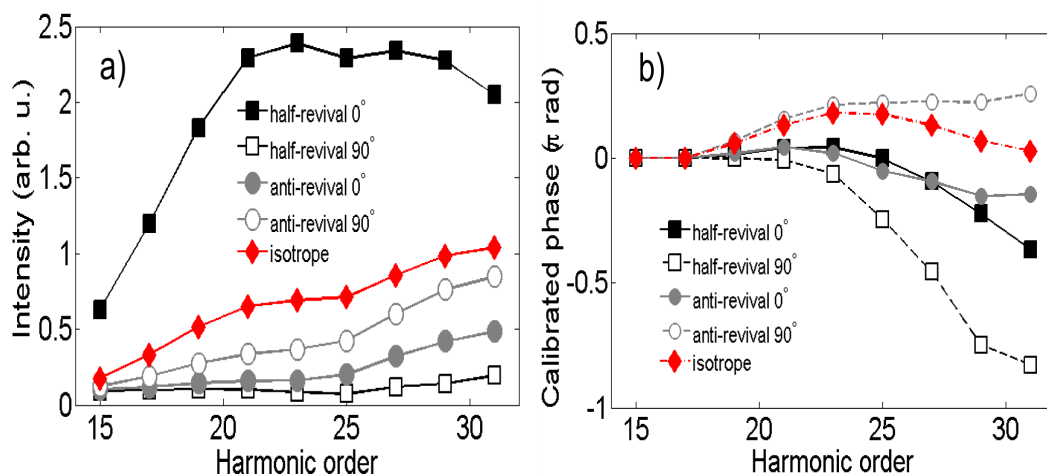 a)
Intensity (arb. u.)
2.5
2
1.5
1
0.5
0
15
20
25
30
Harmonic order
half-revival 0°
half-revival 90°
anti-revival 0°
anti-revival 90°
isotrope
b)
Calibrated phase (π rad)
0.5
0
-0.5
-1
15
20
25
30
Harmonic order
half-revival 0°
half-revival 90°
anti-revival 0°
anti-revival 90°
isotrope